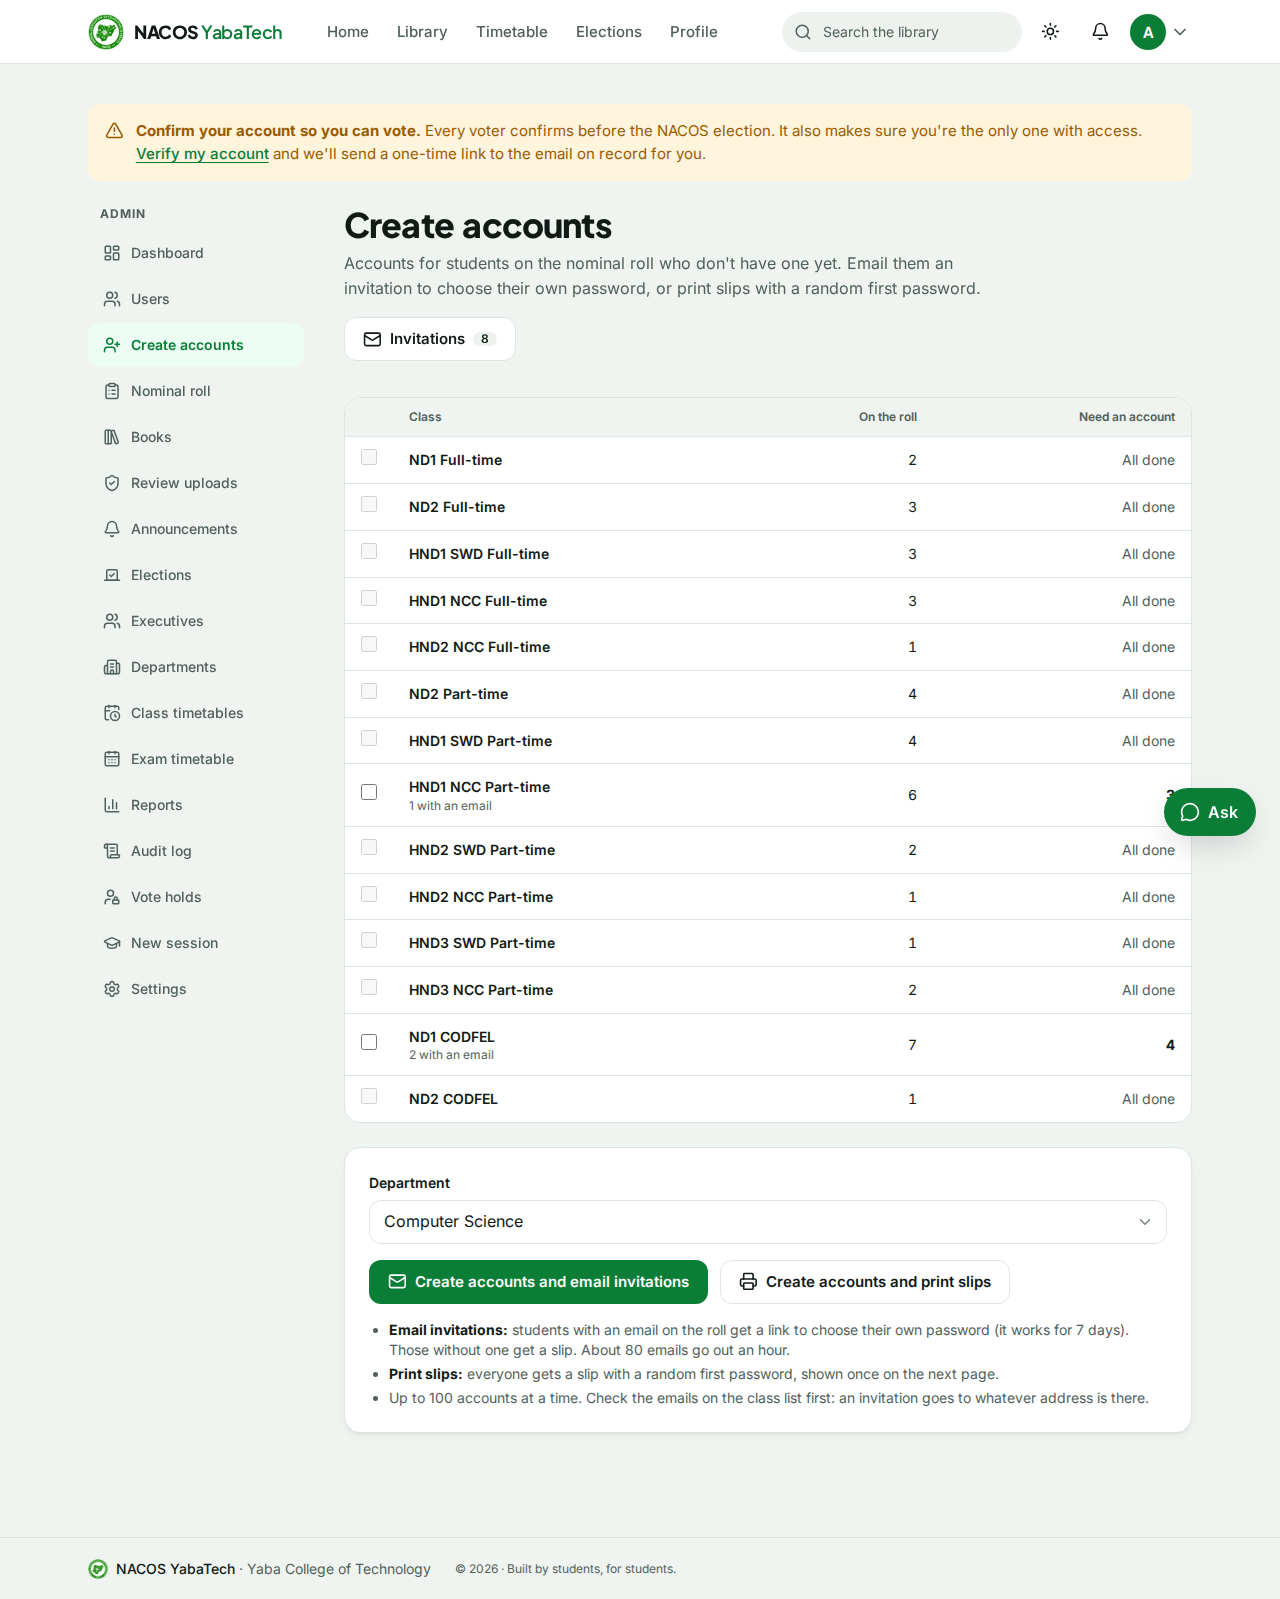 NACOS YabaTech
Home
Library
Timetable
Elections
Profile
Search the library
A
Confirm your account so you can vote. Every voter confirms before the NACOS election. It also makes sure you're the only one with access.
Verify my account and we'll send a one-time link to the email on record for you.
ADMIN
Dashboard
Users
Create accounts
Nominal roll
Books
Review uploads
Announcements
Elections
Executives
Departments
Class timetables
Exam timetable
Reports
Audit log
Vote holds
New session
Settings
Create accounts
Accounts for students on the nominal roll who don't have one yet. Email them an
invitation to choose their own password, or print slips with a random first password.
Invitations 8
Class On the roll Need an account
ND1 Full-time 2 All done
ND2 Full-time 3 All done
HND1 SWD Full-time 3 All done
HND1 NCC Full-time 3 All done
HND2 NCC Full-time 1 All done
ND2 Part-time 4 All done
HND1 SWD Part-time 4 All done
HND1 NCC Part-time 6
1 with an email
Ask
HND2 SWD Part-time 2 All done
HND2 NCC Part-time 1 All done
HND3 SWD Part-time 1 All done
HND3 NCC Part-time 2 All done
ND1 CODFEL 7 4
2 with an email
ND2 CODFEL 1 All done
Department
Computer Science
Create accounts and email invitations
Create accounts and print slips
• Email invitations: students with an email on the roll get a link to choose their own password (it works for 7 days).
Those without one get a slip. About 80 emails go out an hour.
• Print slips: everyone gets a slip with a random first password, shown once on the next page.
• Up to 100 accounts at a time. Check the emails on the class list first: an invitation goes to whatever address is there.
NACOS YabaTech · Yaba College of Technology
© 2026 · Built by students, for students.